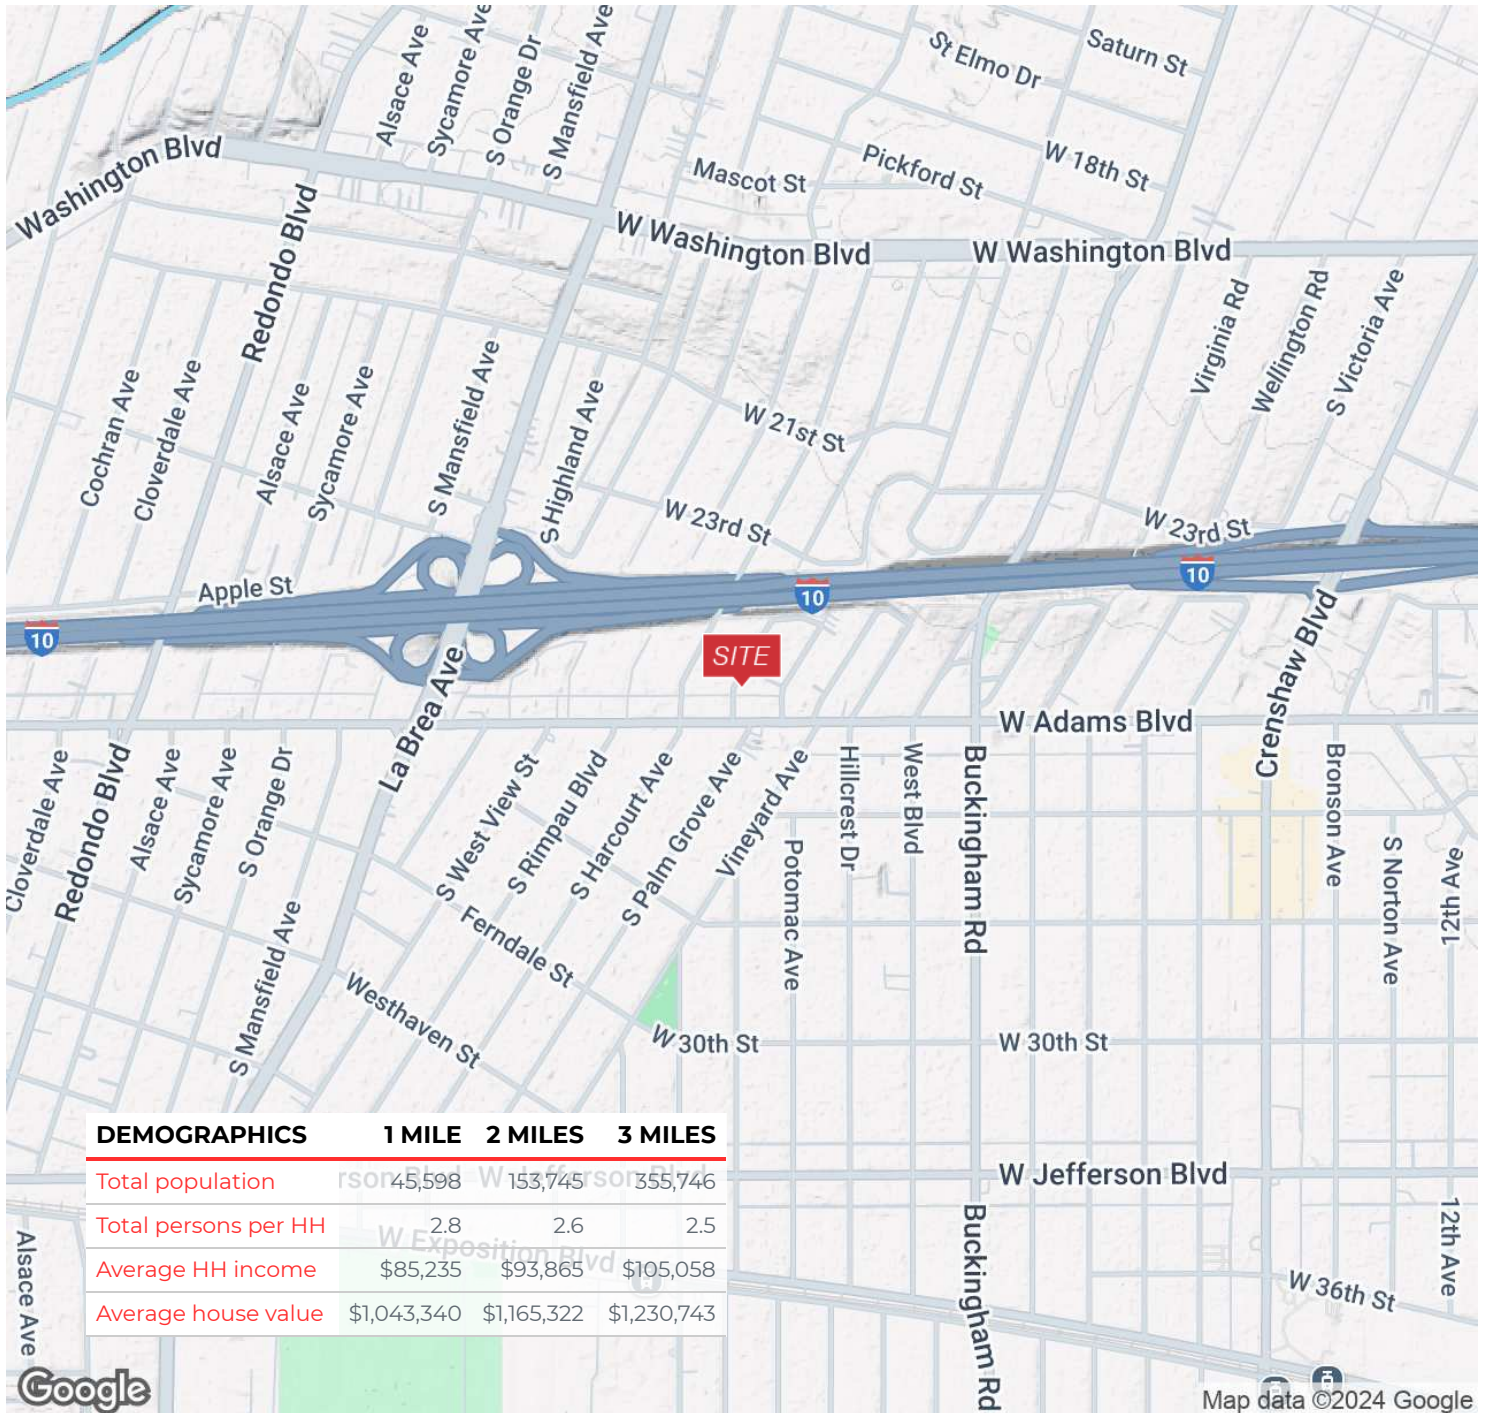 Alsace Ave
Sycamore Ave
S Orange Dr
S Mansfield Ave
St Elmo Dr
Saturn St
Washington Blvd
Redondo Blvd
Mascot St
Pickford St
W 18th St
W Washington Blvd
W Washington Blvd
Cochran Ave
Cloverdale Ave
Alsace Ave
Sycamore Ave
S Mansfield Ave
S Highland Ave
W 21st St
Virginia Rd
Wellington Rd
S Victoria Ave
W 23rd St
W 23rd St
Apple St
10
10
10
SITE
La Brea Ave
W Adams Blvd
Crenshaw Blvd
Cloverdale Ave
Redondo Blvd
Alsace Ave
Sycamore Ave
S Orange Dr
S West View St
S Rimpau Blvd
S Harcourt Ave
S Palm Grove Ave
Vineyard Ave
Potomac Ave
Hillcrest Dr
West Blvd
Buckingham Rd
Bronson Ave
S Norton Ave
12th Ave
S Mansfield Ave
Ferndale St
Westhaven St
W 30th St
W 30th St
DEMOGRAPHICS 1 MILE 2 MILES 3 MILES
Total population 45,598 153,745 355,746
Total persons per HH 2.8 2.6 2.5
Average HH income $85,235 $93,865 $105,058
Average house value $1,043,340 $1,165,322 $1,230,743
rson Blvd
W Jefferson Blvd
W Exposition Blvd
W Jefferson Blvd
Buckingham Rd
12th Ave
W 36th St
Alsace Ave
Google
Map data ©2024 Google